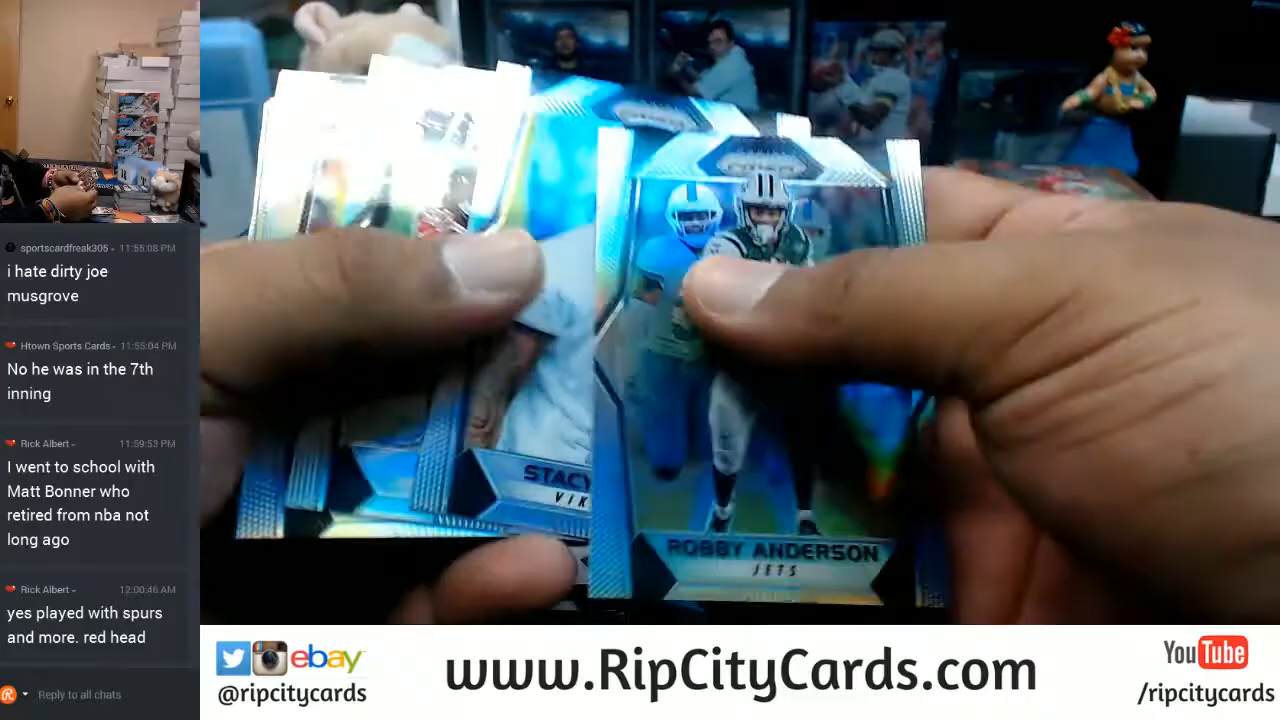 sportscardfreak305 - 11:55:08 PM
i hate dirty joe
musgrove
Htown Sports Cards - 11:55:04 PM
No he was in the 7th
inning
Rick Albert - 11:59:53 PM
I went to school with
Matt Bonner who
retired from nba not
long ago
Rick Albert - 12:00:46 AM
yes played with spurs
and more. red head
Reply to all chats
PRIZM
STACY
VIK
ROBBY ANDERSON
JETS
ebay
@ripcitycards
www.RipCityCards.com
YouTube
/ripcitycards